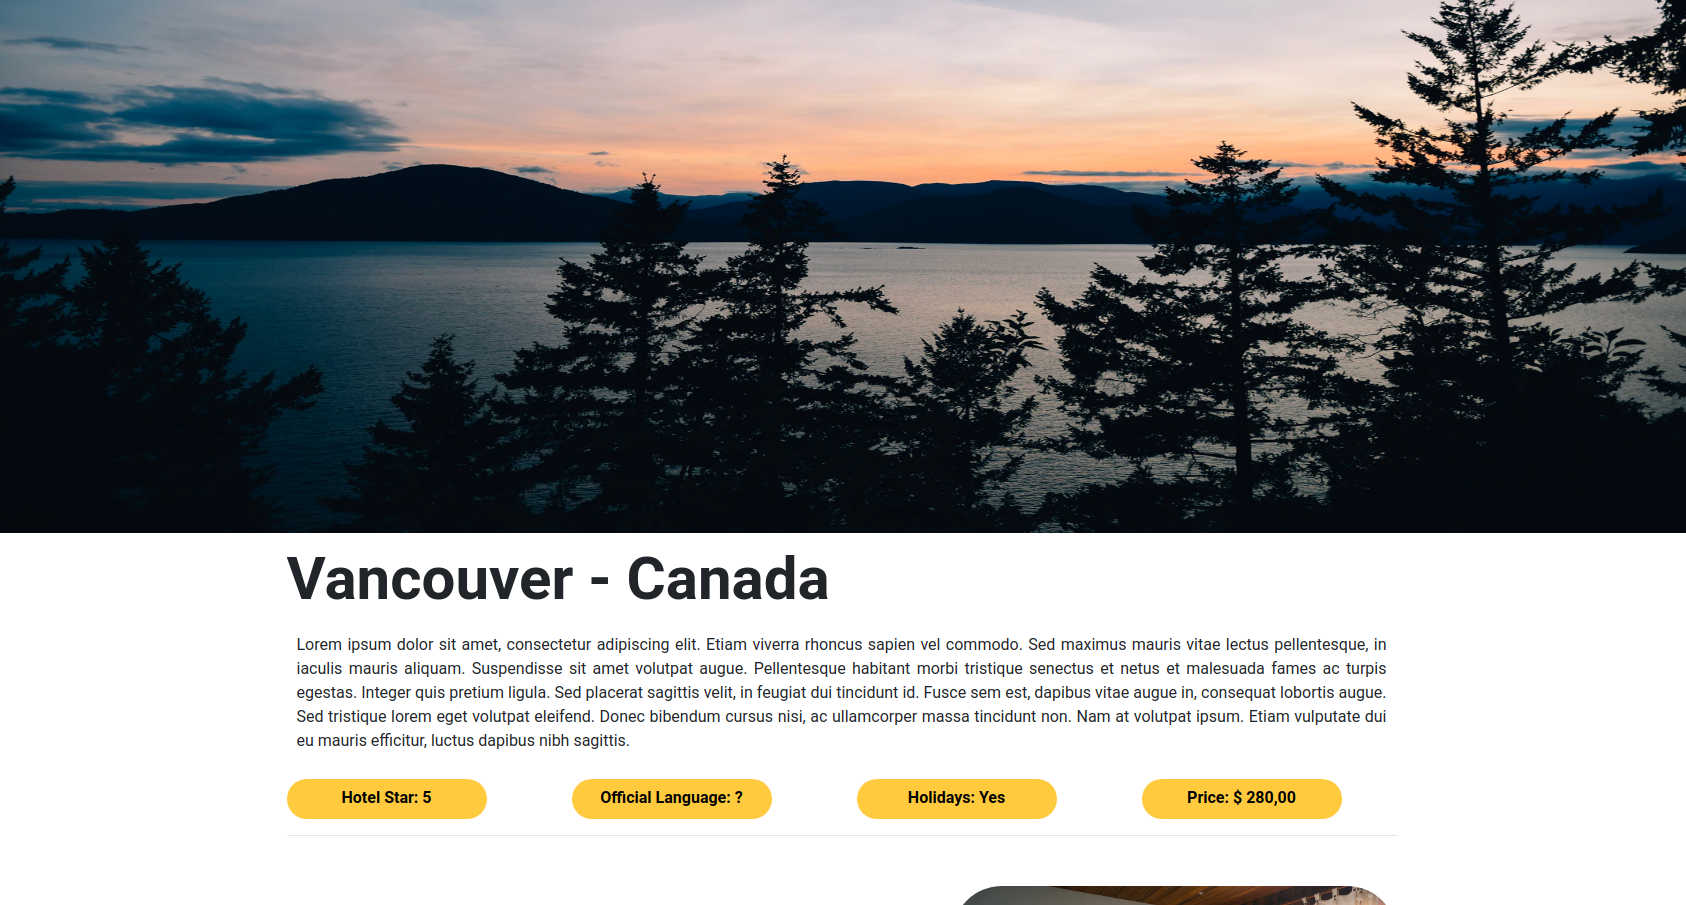 Vancouver - Canada
Lorem ipsum dolor sit amet, consectetur adipiscing elit. Etiam viverra rhoncus sapien vel commodo. Sed maximus mauris vitae lectus pellentesque, in
iaculis mauris aliquam. Suspendisse sit amet volutpat augue. Pellentesque habitant morbi tristique senectus et netus et malesuada fames ac turpis
egestas. Integer quis pretium ligula. Sed placerat sagittis velit, in feugiat dui tincidunt id. Fusce sem est, dapibus vitae augue in, consequat lobortis augue.
Sed tristique lorem eget volutpat eleifend. Donec bibendum cursus nisi, ac ullamcorper massa tincidunt non. Nam at volutpat ipsum. Etiam vulputate dui
eu mauris efficitur, luctus dapibus nibh sagittis.
Hotel Star: 5
Official Language: ?
Holidays: Yes
Price: $ 280,00